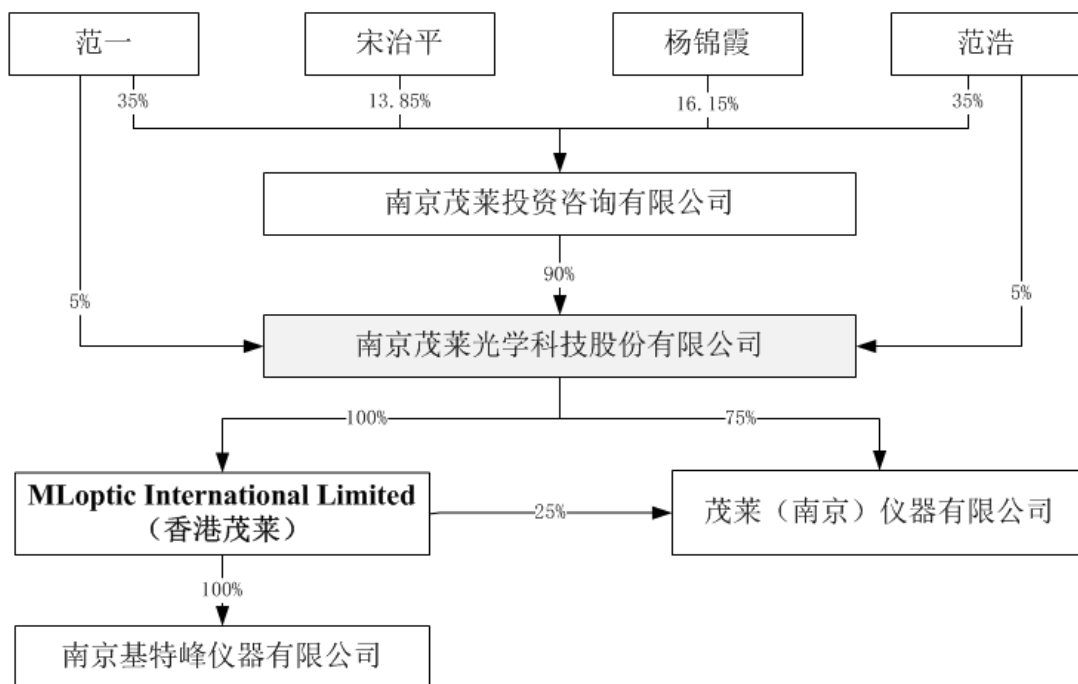 范一
宋治平
杨锦霞
范浩
35%
13.85%
16.15%
35%
南京茂莱投资咨询有限公司
90%
5%
5%
南京茂莱光学科技股份有限公司
100%
75%
MLoptic International Limited
（香港茂莱）
25%
茂莱（南京）仪器有限公司
100%
南京基特峰仪器有限公司